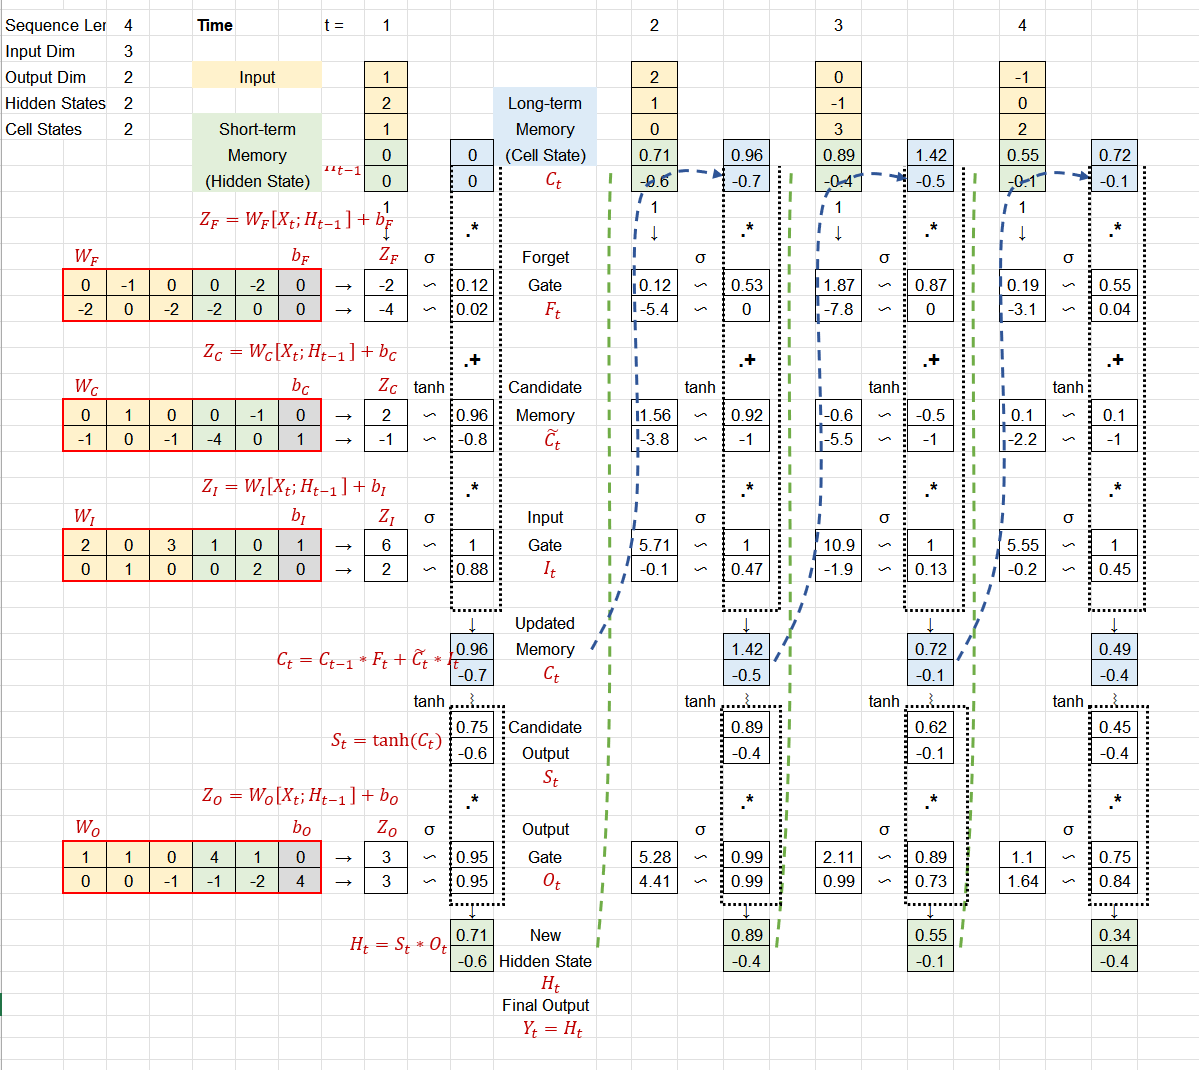 Sequence Ler 4 Time t = 1 2 3 4
Input Dim 3
Output Dim 2 Input 1 2 0 -1
Hidden States 2 2 Long-term 1 -1 0
Cell States 2 Short-term 1 Memory 0 3 2
Memory 0 0 (Cell State) 0.71 0.96 0.89 1.42 0.55 0.72
(Hidden State) H_{t-1} 0 0 C_t -0.6 -0.7 -0.4 -0.5 -0.1 -0.1
Z_F = W_F[X_t; H_{t-1}] + b_F 1 1 1 1
↓ .* ↓ .* ↓ .* ↓ .*
W_F b_F Z_F σ Forget σ σ σ
0 -1 0 0 -2 0 → -2 ∽ 0.12 Gate 0.12 ∽ 0.53 1.87 ∽ 0.87 0.19 ∽ 0.55
-2 0 -2 -2 0 0 → -4 ∽ 0.02 F_t -5.4 ∽ 0 -7.8 ∽ 0 -3.1 ∽ 0.04
Z_C = W_C[X_t; H_{t-1}] + b_C .+ .+ .+ .+
W_C b_C Z_C tanh Candidate tanh tanh tanh
0 1 0 0 -1 0 → 2 ∽ 0.96 Memory 1.56 ∽ 0.92 -0.6 ∽ -0.5 0.1 ∽ 0.1
-1 0 -1 -4 0 1 → -1 ∽ -0.8 C̃_t -3.8 ∽ -1 -5.5 ∽ -1 -2.2 ∽ -1
Z_I = W_I[X_t; H_{t-1}] + b_I .* .* .* .*
W_I b_I Z_I σ Input σ σ σ
2 0 3 1 0 1 → 6 ∽ 1 Gate 5.71 ∽ 1 10.9 ∽ 1 5.55 ∽ 1
0 1 0 0 2 0 → 2 ∽ 0.88 I_t -0.1 ∽ 0.47 -1.9 ∽ 0.13 -0.2 ∽ 0.45
↓ Updated ↓ ↓ ↓
C_t = C_{t-1} * F_t + C̃_t * I_t 0.96 Memory 1.42 0.72 0.49
-0.7 C_t -0.5 -0.1 -0.4
tanh tanh tanh tanh
S_t = tanh(C_t) 0.75 Candidate 0.89 0.62 0.45
-0.6 Output -0.4 -0.1 -0.4
S_t
Z_O = W_O[X_t; H_{t-1}] + b_O .* .* .* .*
W_O b_O Z_O σ Output σ σ σ
1 1 0 4 1 0 → 3 ∽ 0.95 Gate 5.28 ∽ 0.99 2.11 ∽ 0.89 1.1 ∽ 0.75
0 0 -1 -1 -2 4 → 3 ∽ 0.95 O_t 4.41 ∽ 0.99 0.99 ∽ 0.73 1.64 ∽ 0.84
↓ ↓ ↓ ↓
H_t = S_t * O_t 0.71 New 0.89 0.55 0.34
-0.6 Hidden State -0.4 -0.1 -0.4
H_t
Final Output
Y_t = H_t